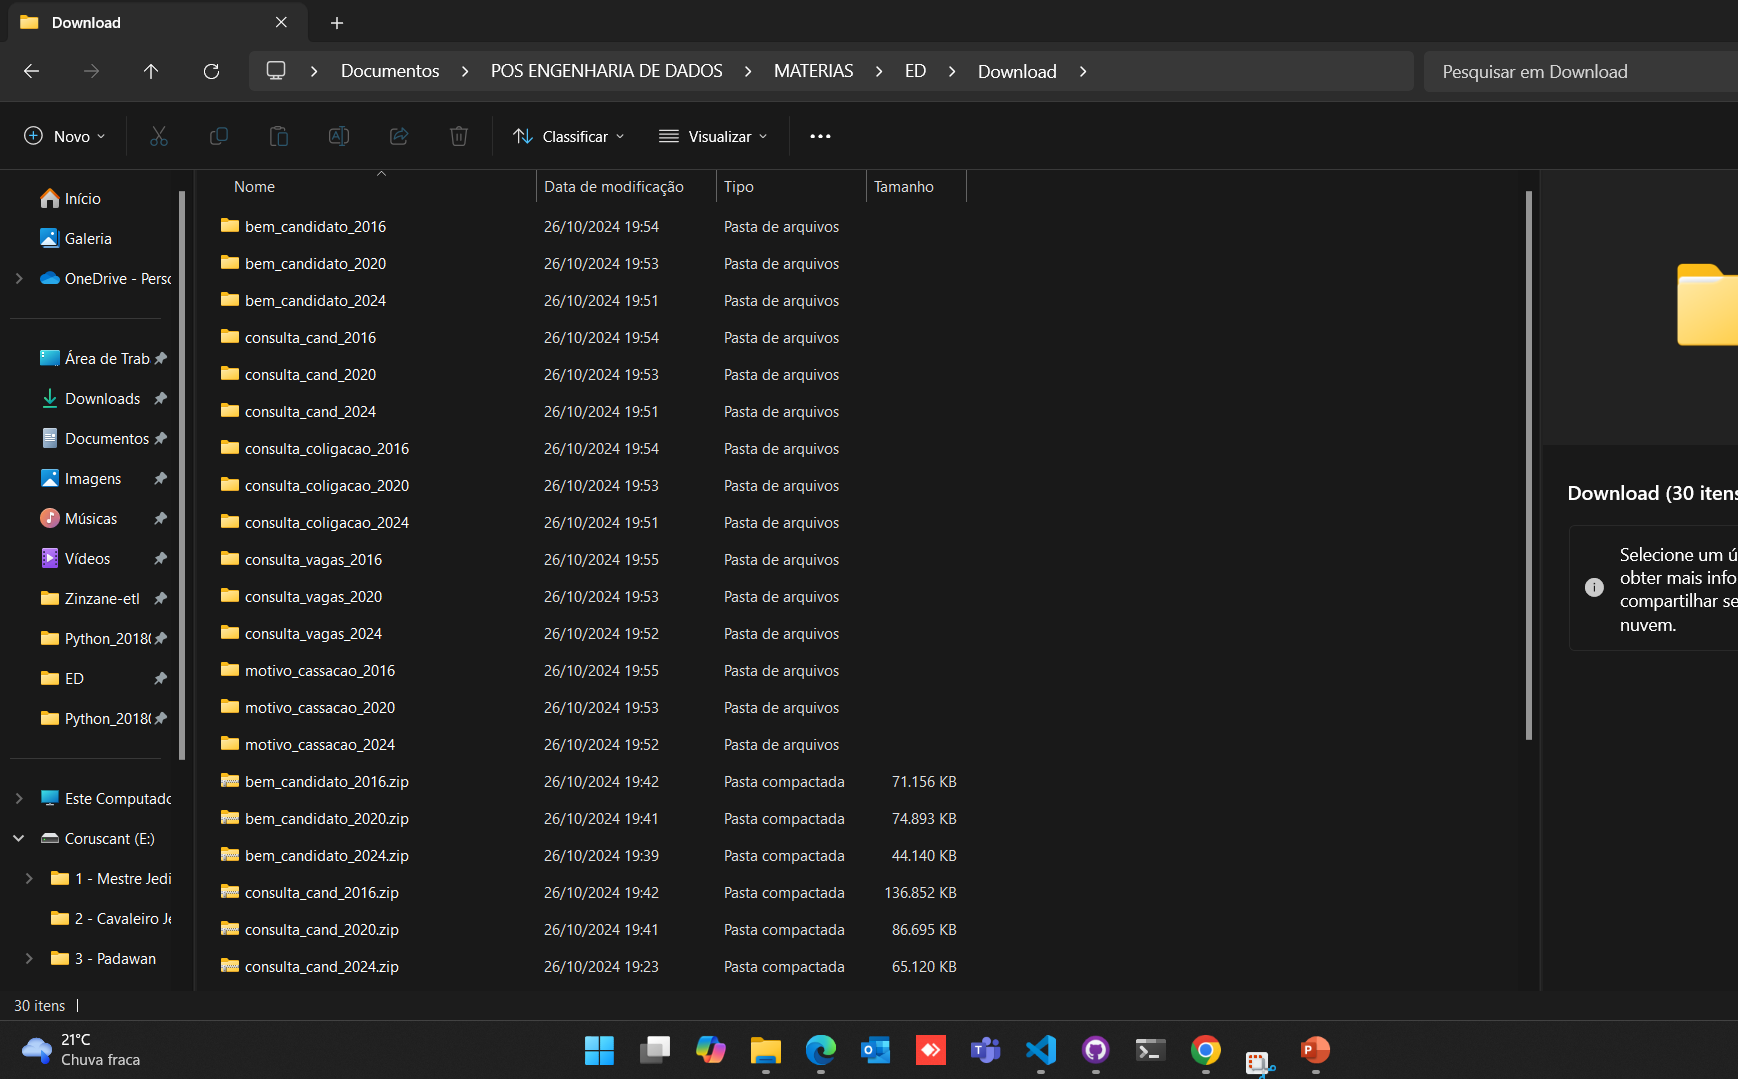 Download
Documentos > POS ENGENHARIA DE DADOS > MATERIAS > ED > Download >
Pesquisar em Download
Novo
Classificar
Visualizar
Nome Data de modificação Tipo Tamanho
Início
Galeria
OneDrive - Perso
Área de Trab
Downloads
Documentos
Imagens
Músicas
Vídeos
Zinzane-etl
Python_2018
ED
Python_2018
Este Computado
Coruscant (E:)
1 - Mestre Jedi
2 - Cavaleiro Je
3 - Padawan
bem_candidato_2016 26/10/2024 19:54 Pasta de arquivos
bem_candidato_2020 26/10/2024 19:53 Pasta de arquivos
bem_candidato_2024 26/10/2024 19:51 Pasta de arquivos
consulta_cand_2016 26/10/2024 19:54 Pasta de arquivos
consulta_cand_2020 26/10/2024 19:53 Pasta de arquivos
consulta_cand_2024 26/10/2024 19:51 Pasta de arquivos
consulta_coligacao_2016 26/10/2024 19:54 Pasta de arquivos
consulta_coligacao_2020 26/10/2024 19:53 Pasta de arquivos
consulta_coligacao_2024 26/10/2024 19:51 Pasta de arquivos
consulta_vagas_2016 26/10/2024 19:55 Pasta de arquivos
consulta_vagas_2020 26/10/2024 19:53 Pasta de arquivos
consulta_vagas_2024 26/10/2024 19:52 Pasta de arquivos
motivo_cassacao_2016 26/10/2024 19:55 Pasta de arquivos
motivo_cassacao_2020 26/10/2024 19:53 Pasta de arquivos
motivo_cassacao_2024 26/10/2024 19:52 Pasta de arquivos
bem_candidato_2016.zip 26/10/2024 19:42 Pasta compactada 71.156 KB
bem_candidato_2020.zip 26/10/2024 19:41 Pasta compactada 74.893 KB
bem_candidato_2024.zip 26/10/2024 19:39 Pasta compactada 44.140 KB
consulta_cand_2016.zip 26/10/2024 19:42 Pasta compactada 136.852 KB
consulta_cand_2020.zip 26/10/2024 19:41 Pasta compactada 86.695 KB
consulta_cand_2024.zip 26/10/2024 19:23 Pasta compactada 65.120 KB
Download (30 itens
Selecione um ú
obter mais info
compartilhar se
nuvem.
30 itens
21°C
Chuva fraca